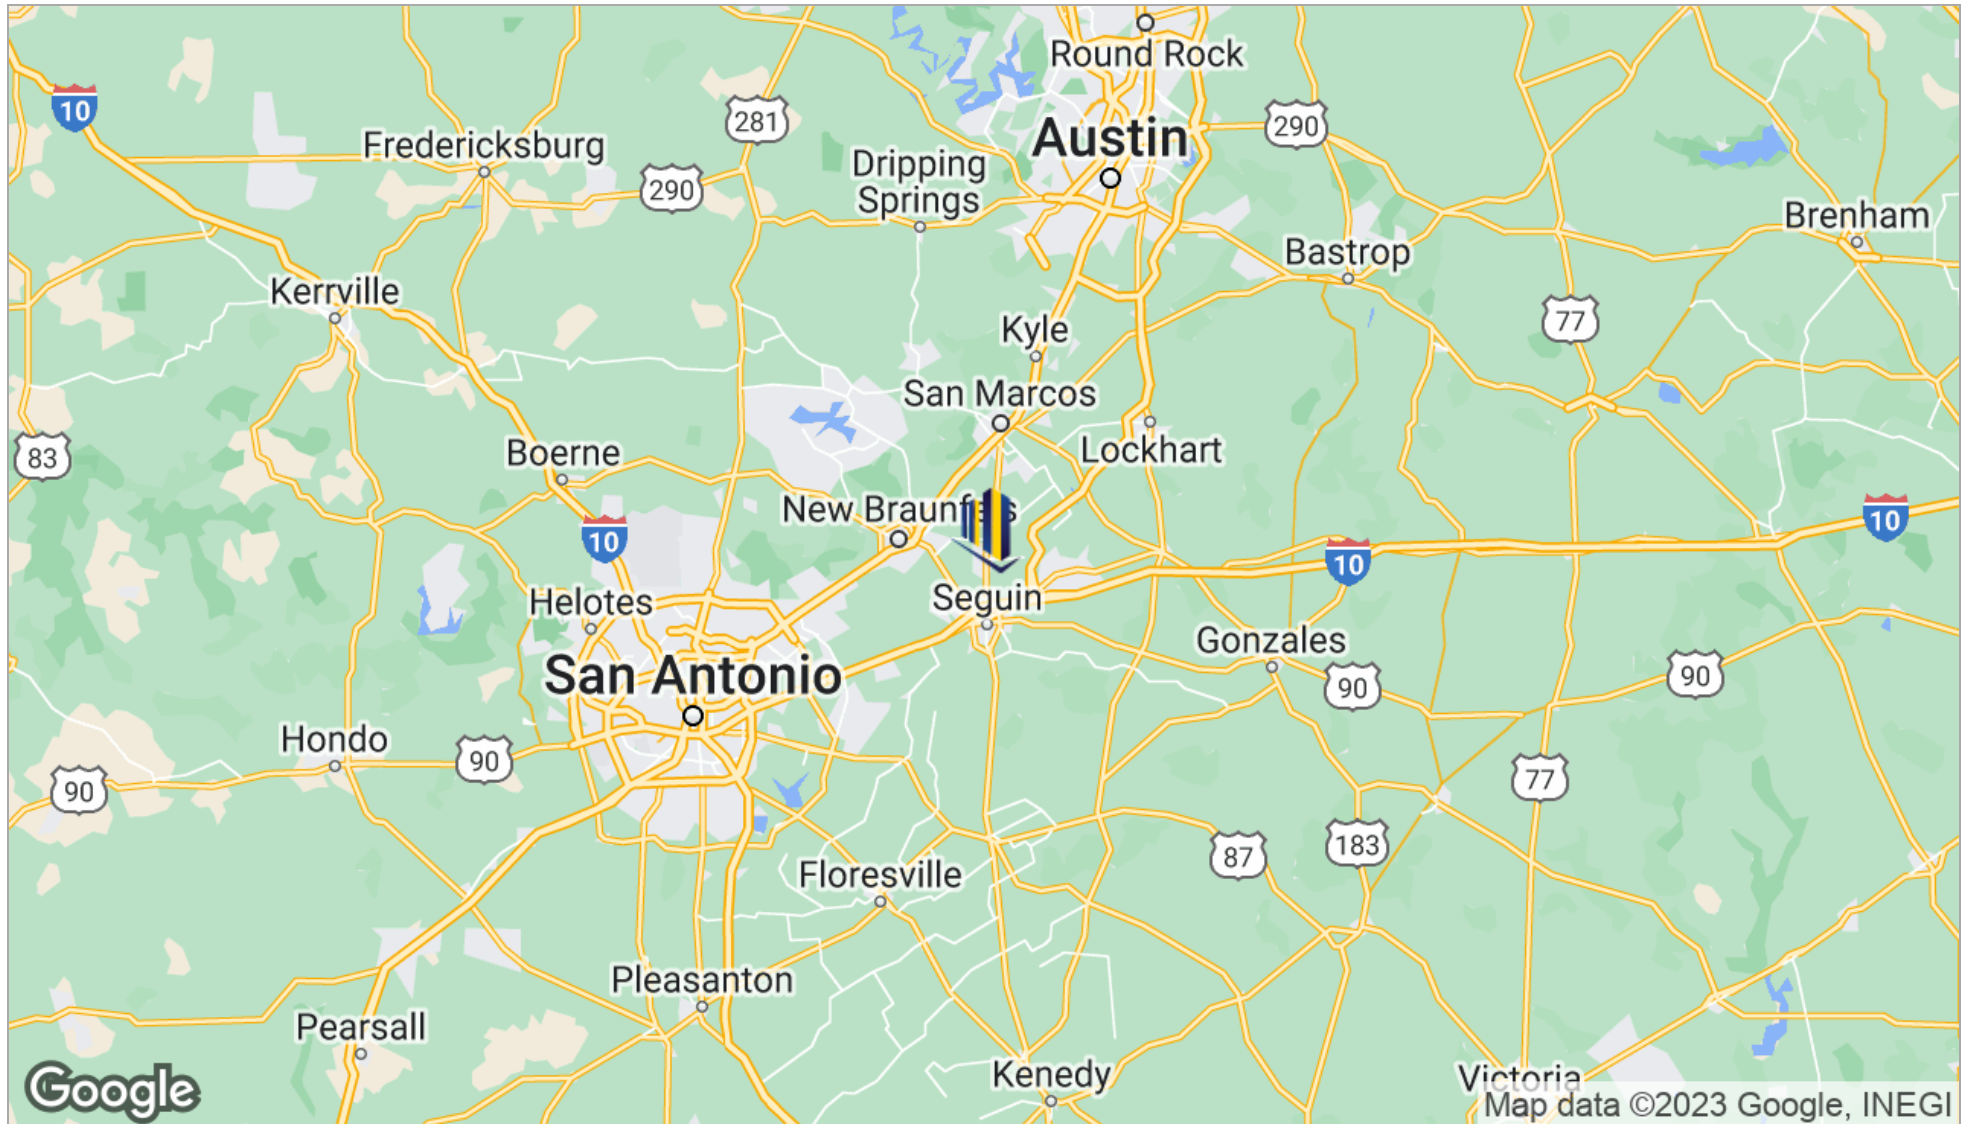 Round Rock
10
281
290
Austin
Fredericksburg
Dripping
Springs
290
Brenham
Bastrop
Kerrville
77
Kyle
San Marcos
83
Boerne
Lockhart
New Braunfels
10
10
10
Helotes
Seguin
Gonzales
San Antonio
90
90
Hondo
90
90
77
87
183
Floresville
Pleasanton
Pearsall
Kenedy
Victoria
Google
Map data ©2023 Google, INEGI